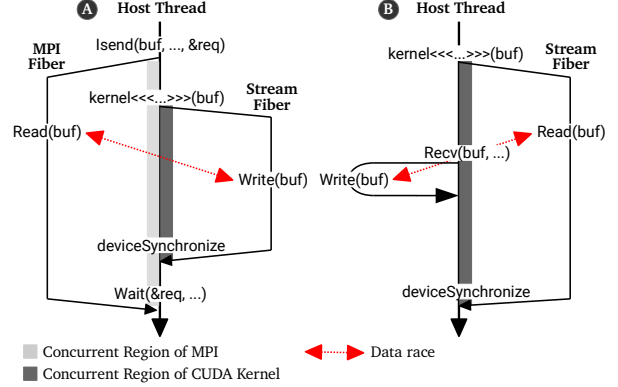 A Host Thread
MPI
Fiber
Isend(buf, ..., &req)
kernel<<<...>>>(buf)
Stream
Fiber
Read(buf)
Write(buf)
deviceSynchronize
Wait(&req, ...)
B Host Thread
kernel<<<...>>>(buf)
Stream
Fiber
Read(buf)
Recv(buf, ...)
Write(buf)
deviceSynchronize
Concurrent Region of MPI
Data race
Concurrent Region of CUDA Kernel